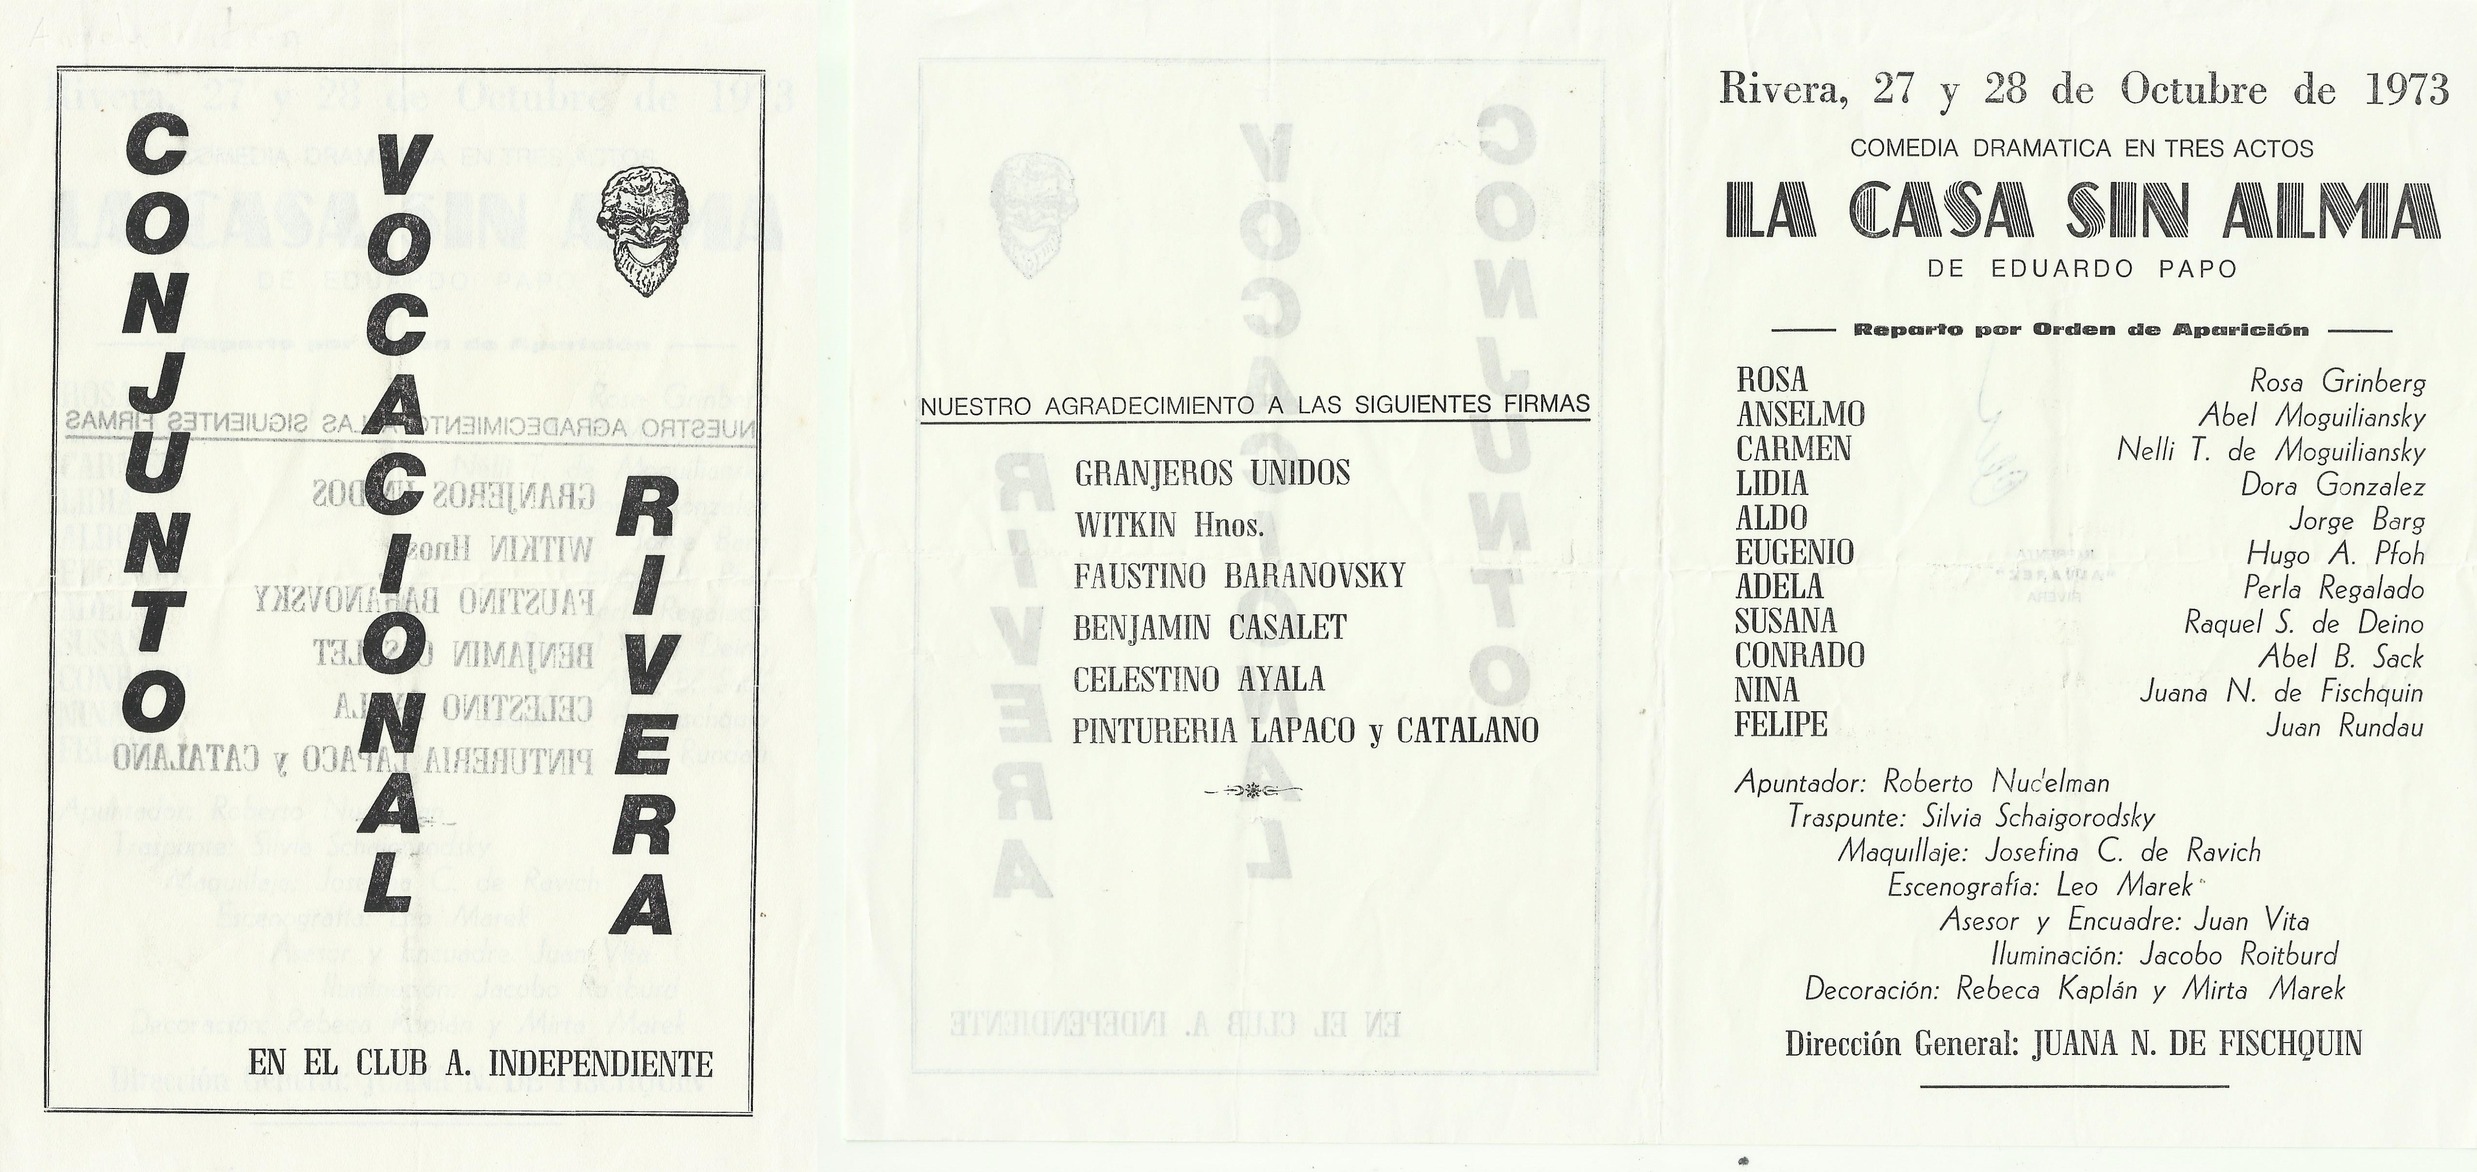 CONJUNTO
VOCACIONAL
RIVERA
EN EL CLUB A. INDEPENDIENTE
NUESTRO AGRADECIMIENTO A LAS SIGUIENTES FIRMAS
GRANJEROS UNIDOS
WITKIN Hnos.
FAUSTINO BARANOVSKY
BENJAMIN CASALET
CELESTINO AYALA
PINTURERIA LAPACO y CATALANO
Rivera, 27 y 28 de Octubre de 1973
COMEDIA DRAMATICA EN TRES ACTOS
LA CASA SIN ALMA
DE EDUARDO PAPO
Reparto por Orden de Aparición
ROSA Rosa Grinberg
ANSELMO Abel Moguiliansky
CARMEN Nelli T. de Moguiliansky
LIDIA Dora Gonzalez
ALDO Jorge Barg
EUGENIO Hugo A. Pfoh
ADELA Perla Regalado
SUSANA Raquel S. de Deino
CONRADO Abel B. Sack
NINA Juana N. de Fischquin
FELIPE Juan Rundau
Apuntador: Roberto Nudelman
Traspunte: Silvia Schaigorodsky
Maquillaje: Josefina C. de Ravich
Escenografía: Leo Marek
Asesor y Encuadre: Juan Vita
Iluminación: Jacobo Roitburd
Decoración: Rebeca Kaplán y Mirta Marek
Dirección General: JUANA N. DE FISCHQUIN